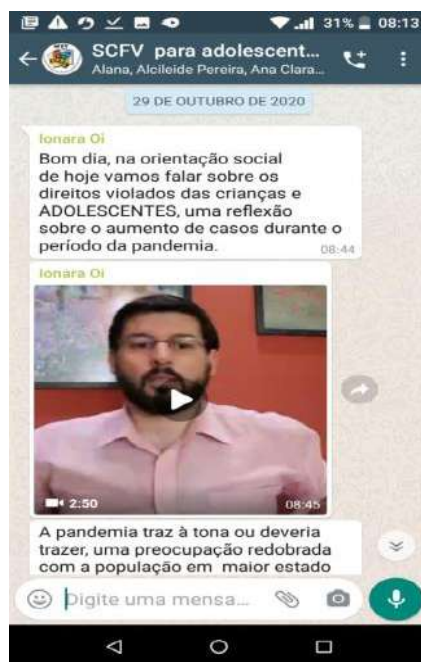 31% 08:13
SCFV para adolescent...
Alana, Alcileide Pereira, Ana Clara...
29 DE OUTUBRO DE 2020
Ionara Oi
Bom dia, na orientação social
de hoje vamos falar sobre os
direitos violados das crianças e
ADOLESCENTES, uma reflexão
sobre o aumento de casos durante o
período da pandemia.
08:44
Ionara Oi
2:50 08:45
A pandemia traz à tona ou deveria
trazer, uma preocupação redobrada
com a população em maior estado
Digite uma mensa...